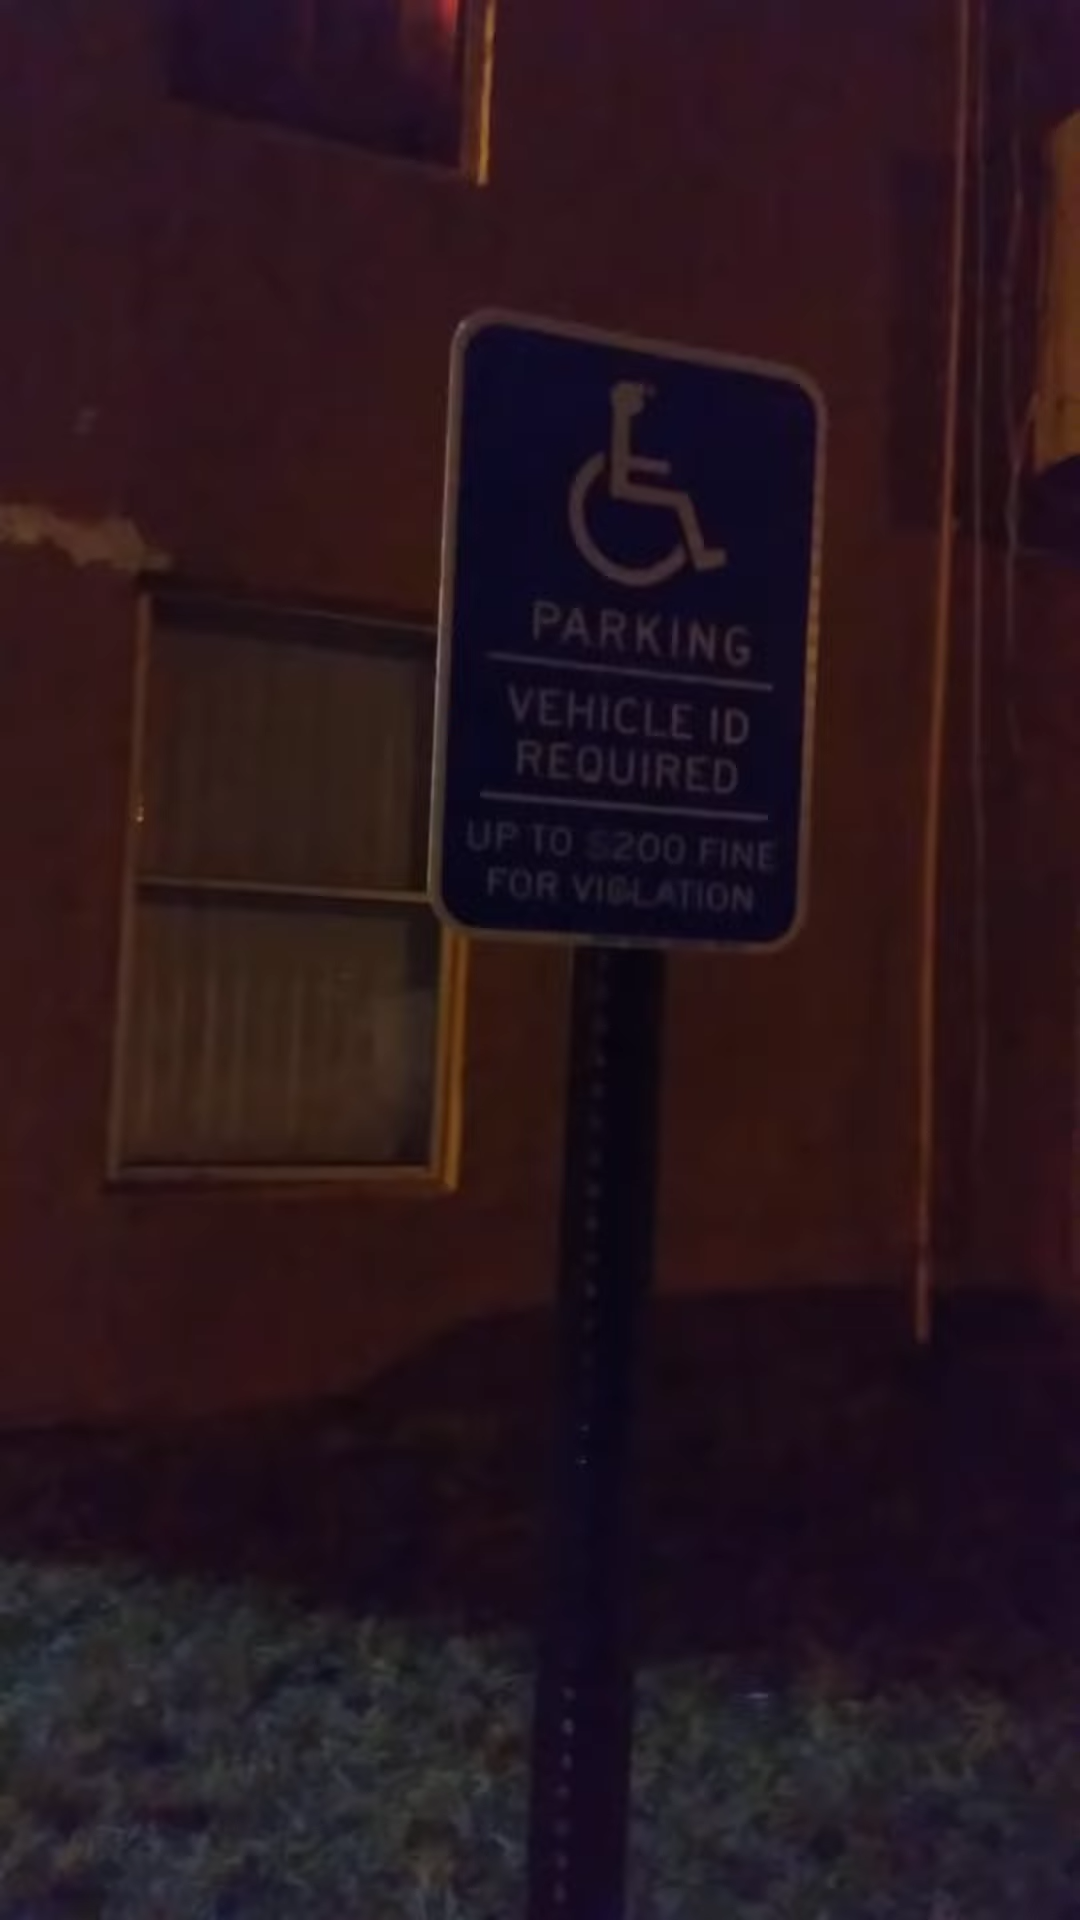 PARKING
VEHICLE ID
REQUIRED
UP TO $200 FINE
FOR VIOLATION